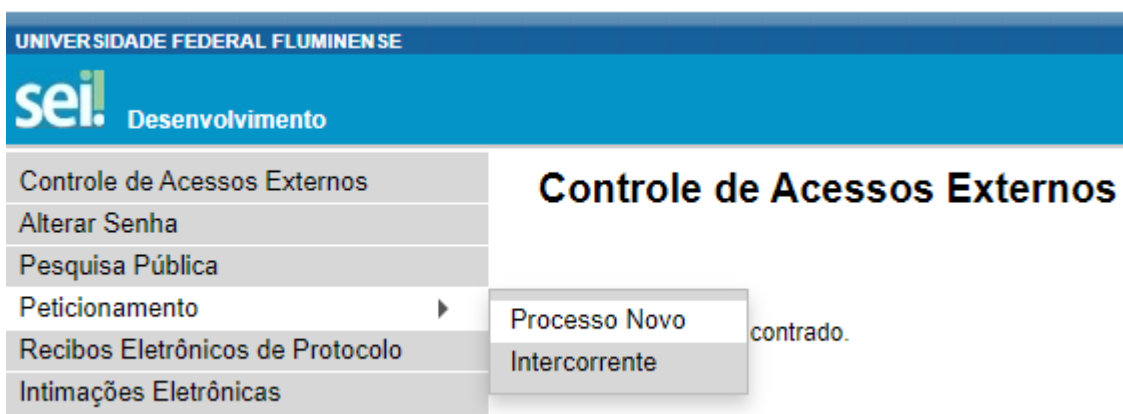 UNIVERSIDADE FEDERAL FLUMINENSE
sei!
Desenvolvimento
Controle de Acessos Externos
Alterar Senha
Pesquisa Pública
Peticionamento
Recibos Eletrônicos de Protocolo
Intimações Eletrônicas
Processo Novo
Intercorrente
Controle de Acessos Externos
contrado.